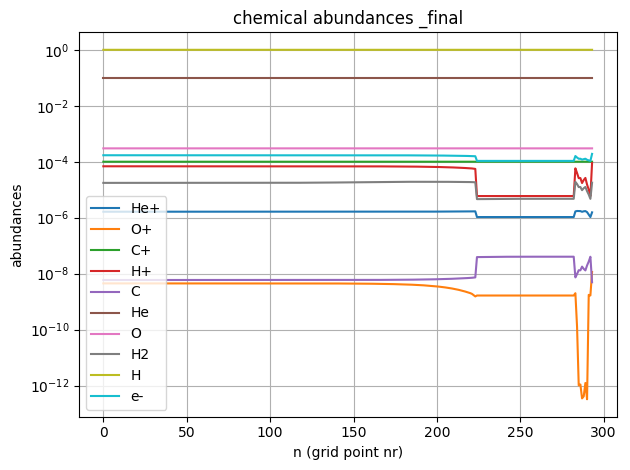 chemical abundances _final
abundances
10^0
10^-2
10^-4
10^-6
10^-8
10^-10
10^-12
He+
O+
C+
H+
C
He
O
H2
H
e-
0 50 100 150 200 250 300
n (grid point nr)